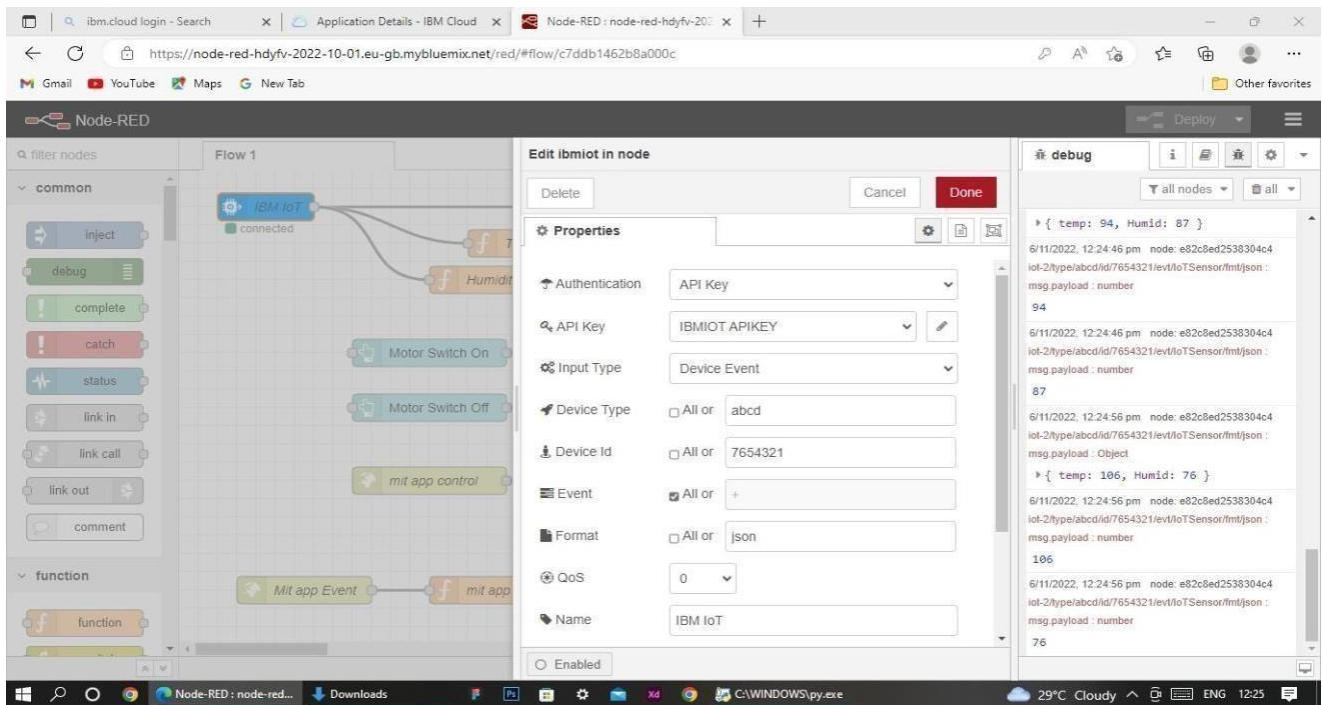 ibm.cloud login - Search
Application Details - IBM Cloud
Node-RED : node-red-hdyfv-202
https://node-red-hdyfv-2022-10-01.eu-gb.mybluemix.net/red/#flow/c7ddb1462b8a000c
Gmail YouTube Maps New Tab Other favorites
Node-RED Deploy
filter nodes
common
inject
debug
complete
catch
status
link in
link call
link out
comment
function
function
Flow 1
IBM IoT
connected
T
Humidit
Motor Switch On
Motor Switch Off
mit app control
Mit app Event mit app
Edit ibmiot in node
Delete Cancel Done
Properties
Authentication API Key
API Key IBMIOT APIKEY
Input Type Device Event
Device Type All or abcd
Device Id All or 7654321
Event All or +
Format All or json
QoS 0
Name IBM IoT
Enabled
debug i
all nodes all
{ temp: 94, Humid: 87 }
6/11/2022, 12:24:46 pm node: e82c8ed2538304c4
iot-2/type/abcd/id/7654321/evt/IoTSensor/fmt/json :
msg.payload : number
94
6/11/2022, 12:24:46 pm node: e82c8ed2538304c4
iot-2/type/abcd/id/7654321/evt/IoTSensor/fmt/json :
msg.payload : number
87
6/11/2022, 12:24:56 pm node: e82c8ed2538304c4
iot-2/type/abcd/id/7654321/evt/IoTSensor/fmt/json :
msg.payload : Object
{ temp: 106, Humid: 76 }
6/11/2022, 12:24:56 pm node: e82c8ed2538304c4
iot-2/type/abcd/id/7654321/evt/IoTSensor/fmt/json :
msg.payload : number
106
6/11/2022, 12:24:56 pm node: e82c8ed2538304c4
iot-2/type/abcd/id/7654321/evt/IoTSensor/fmt/json :
msg.payload : number
76
Node-RED : node-red... Downloads Ps Xd C:\WINDOWS\py.exe 29°C Cloudy ENG 12:25